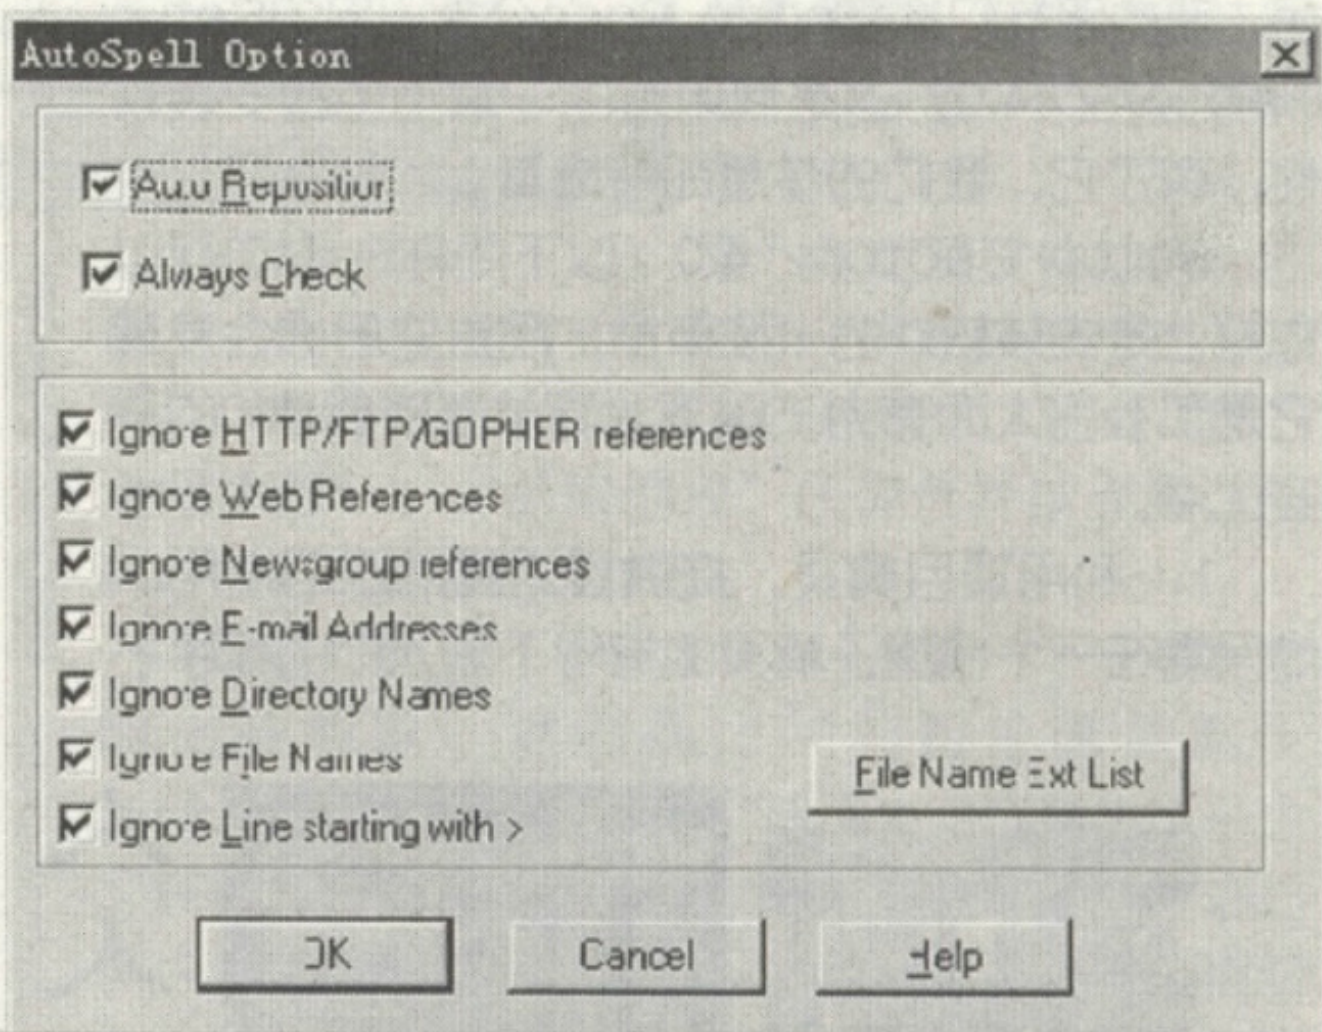 AutoSpell Option
Auto Reposition
Always Check
Ignore HTTP/FTP/GOPHER references
Ignore Web References
Ignore Newsgroup references
Ignore E-mail Addresses
Ignore Directory Names
Ignore File Names
File Name Ext List
Ignore Line starting with >
OK
Cancel
Help